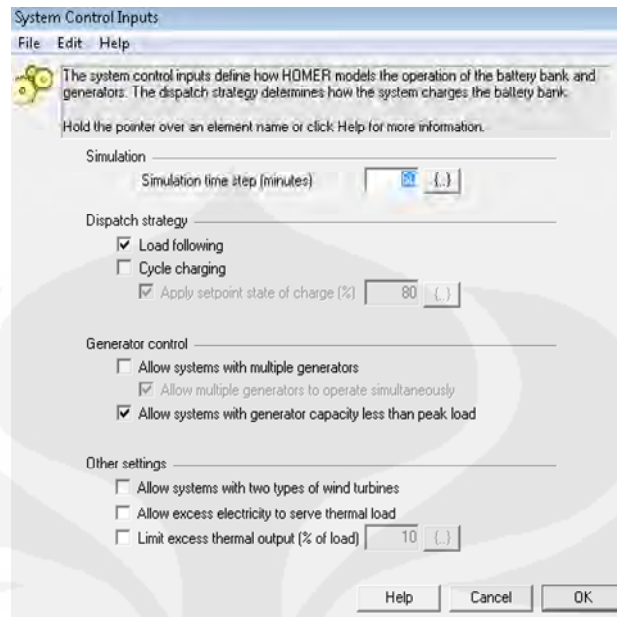 System Control Inputs
File Edit Help
The system control inputs define how HOMER models the operation of the battery bank and
generators. The dispatch strategy determines how the system charges the battery bank.
Hold the pointer over an element name or click Help for more information.
Simulation
Simulation time step (minutes) 60 {..}
Dispatch strategy
Load following
Cycle charging
Apply setpoint state of charge (%) 80 {..}
Generator control
Allow systems with multiple generators
Allow multiple generators to operate simultaneously
Allow systems with generator capacity less than peak load
Other settings
Allow systems with two types of wind turbines
Allow excess electricity to serve thermal load
Limit excess thermal output (% of load) 10 {..}
Help Cancel OK